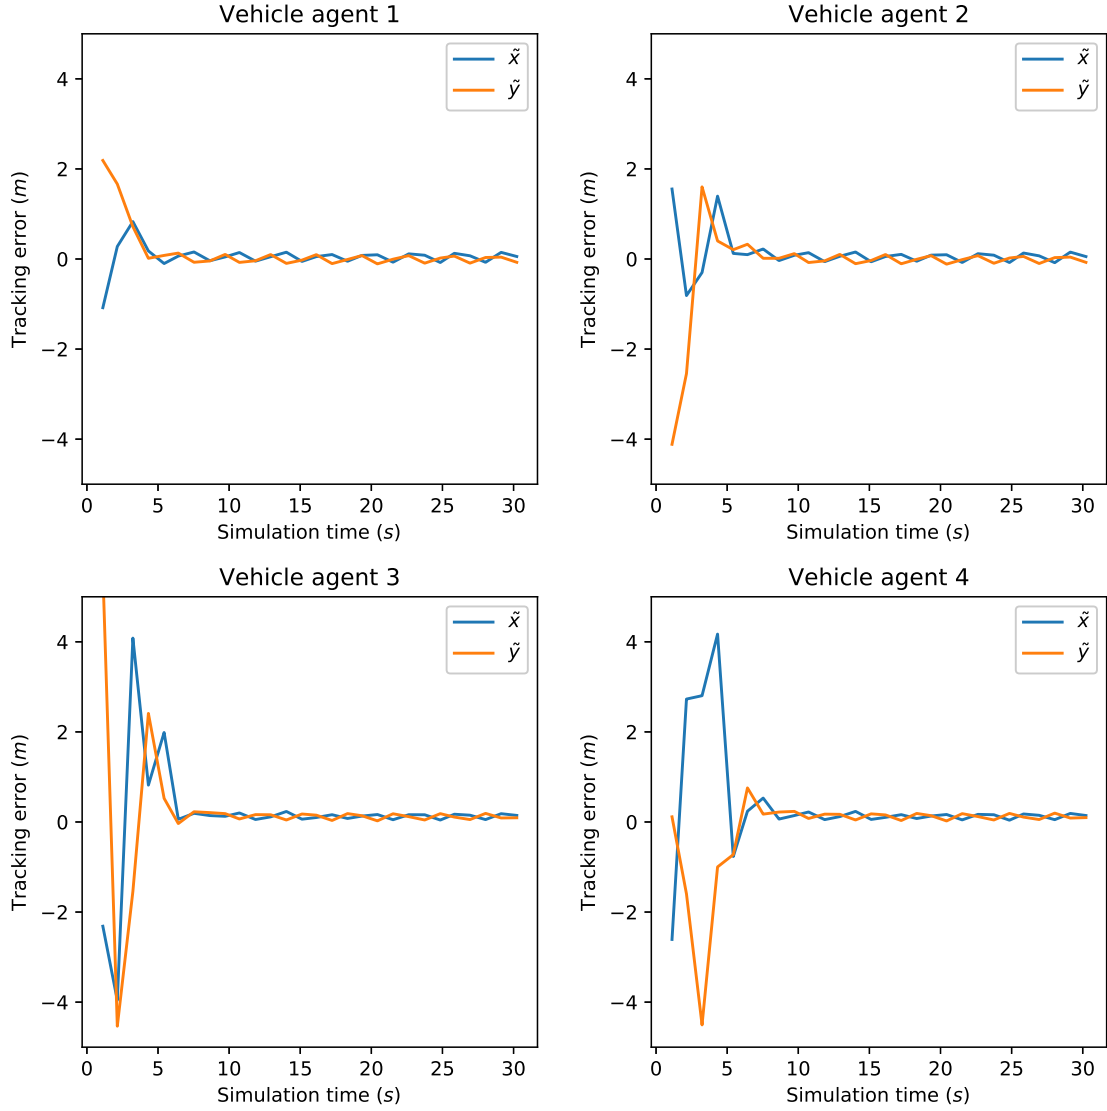 Vehicle agent 1
Tracking error (m)
4
2
0
−2
−4
x̃
ỹ
0 5 10 15 20 25 30
Simulation time (s)
Vehicle agent 2
Tracking error (m)
4
2
0
−2
−4
x̃
ỹ
0 5 10 15 20 25 30
Simulation time (s)
Vehicle agent 3
Tracking error (m)
4
2
0
−2
−4
x̃
ỹ
0 5 10 15 20 25 30
Simulation time (s)
Vehicle agent 4
Tracking error (m)
4
2
0
−2
−4
x̃
ỹ
0 5 10 15 20 25 30
Simulation time (s)